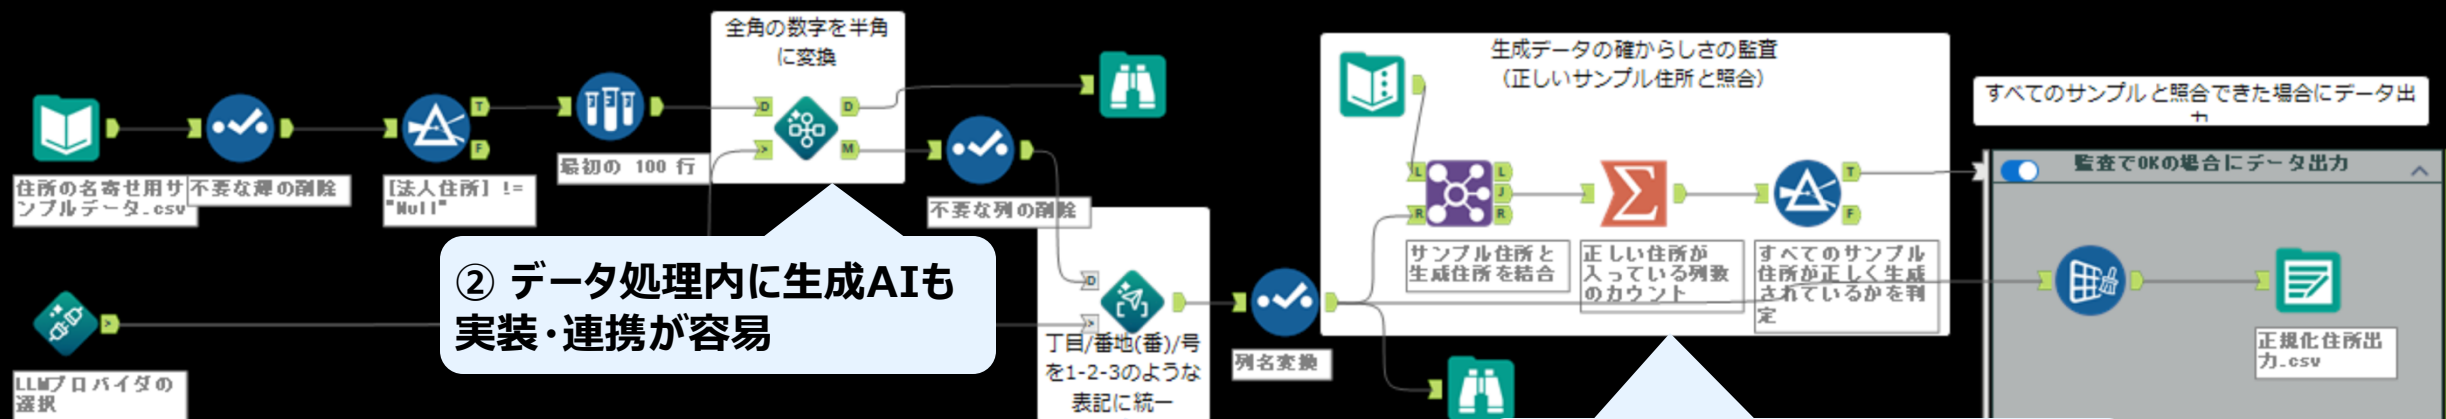 全角の数字を半角
に変換
生成データの確からしさの監査
（正しいサンプル住所と照合）
すべてのサンプルと照合できた場合にデータ出
力
監査でOKの場合にデータ出力
住所の名寄せ用サ
ンプルデータ.csv
不要な列の削除
[法人住所] !=
"Null"
最初の 100 行
不要な列の削除
② データ処理内に生成AIも
実装・連携が容易
サンプル住所と
生成住所を結合
正しい住所が
入っている列数
のカウント
すべてのサンプル
住所が正しく生成
されているかを判
定
丁目/番地(番)/号
を1-2-3のような
表記に統一
列名変換
正規化住所出
力.csv
LLMプロバイダの
選択
T
F
D
D
M
D
L
R
L
J
R
T
F